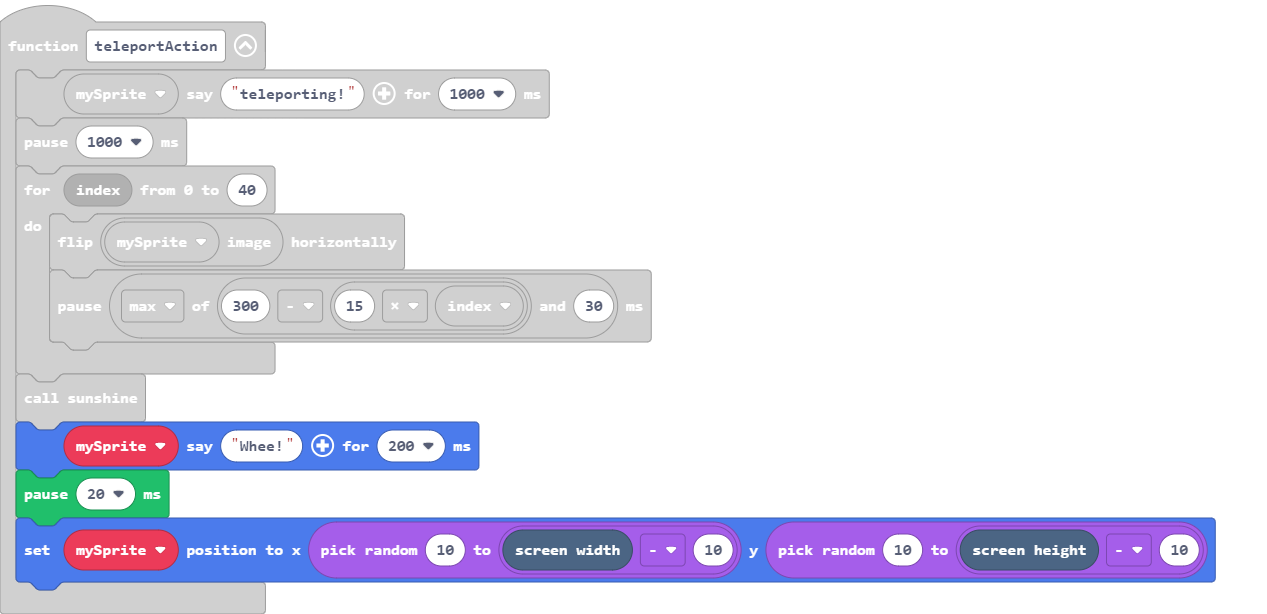 function teleportAction
mySprite say "teleporting!" for 1000 ms
pause 1000 ms
for index from 0 to 40
do
flip mySprite image horizontally
pause max of 300 - 15 × index and 30 ms
call sunshine
mySprite say "Whee!" for 200 ms
pause 20 ms
set mySprite position to x pick random 10 to screen width - 10 y pick random 10 to screen height - 10